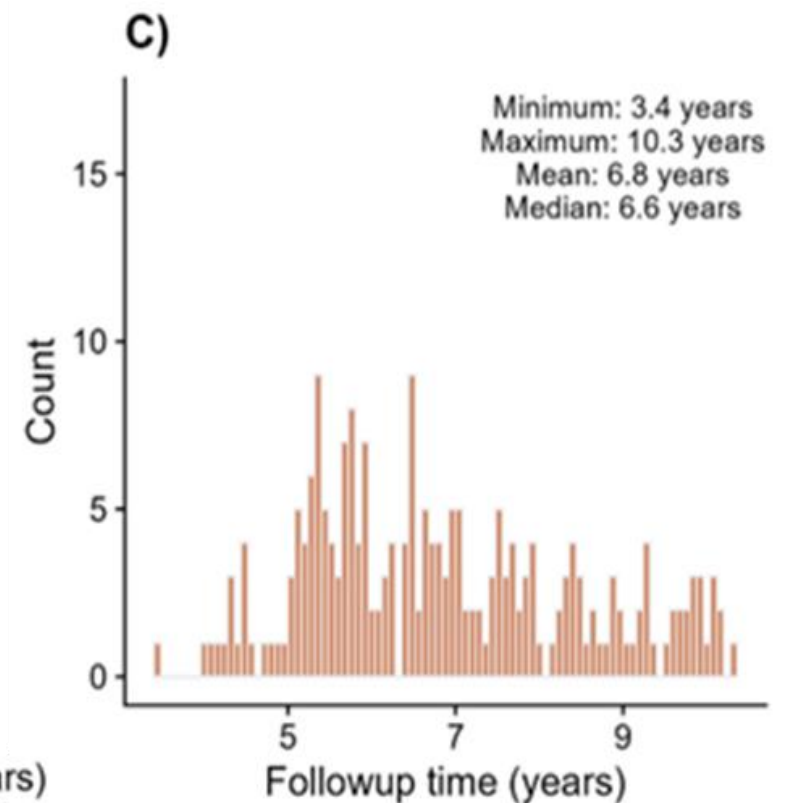 C)
Minimum: 3.4 years
Maximum: 10.3 years
Mean: 6.8 years
Median: 6.6 years
15
10
5
0
Count
5 7 9
Followup time (years)
rs)